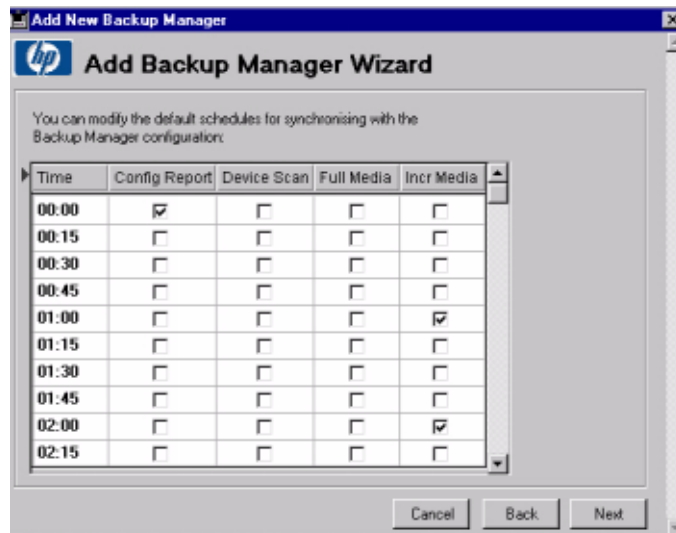 Add New Backup Manager
hp Add Backup Manager Wizard
You can modify the default schedules for synchronising with the
Backup Manager configuration:
Time Config Report Device Scan Full Media Incr Media
00:00
00:15
00:30
00:45
01:00
01:15
01:30
01:45
02:00
02:15
Cancel Back Next